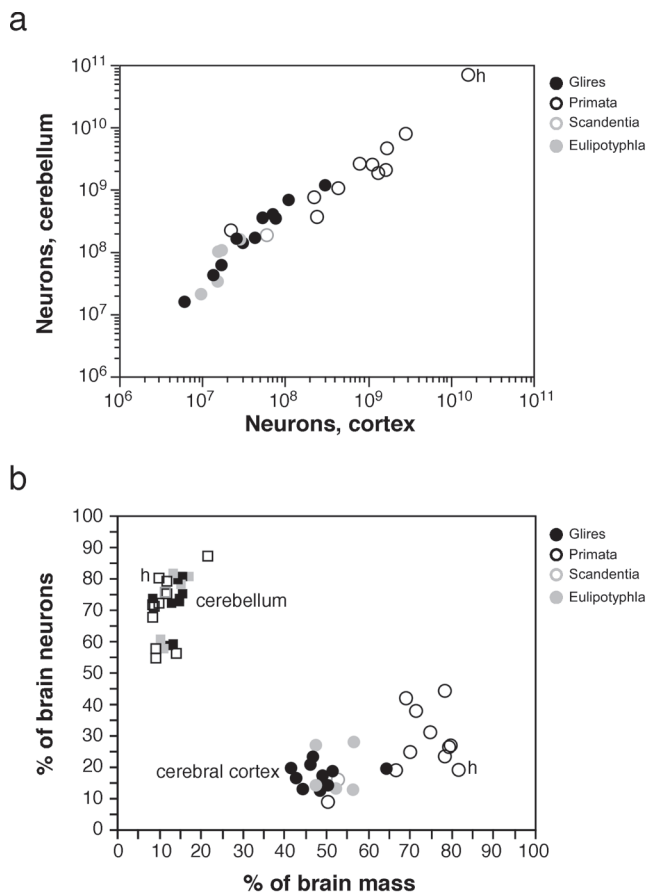 a
10¹¹
10¹⁰
10⁹
10⁸
10⁷
10⁶
Neurons, cerebellum
h
Glires
Primata
Scandentia
Eulipotyphla
10⁶ 10⁷ 10⁸ 10⁹ 10¹⁰ 10¹¹
Neurons, cortex
b
100
90
80
70
60
50
40
30
20
10
0
% of brain neurons
h
cerebellum
cerebral cortex
h
Glires
Primata
Scandentia
Eulipotyphla
0 10 20 30 40 50 60 70 80 90 100
% of brain mass